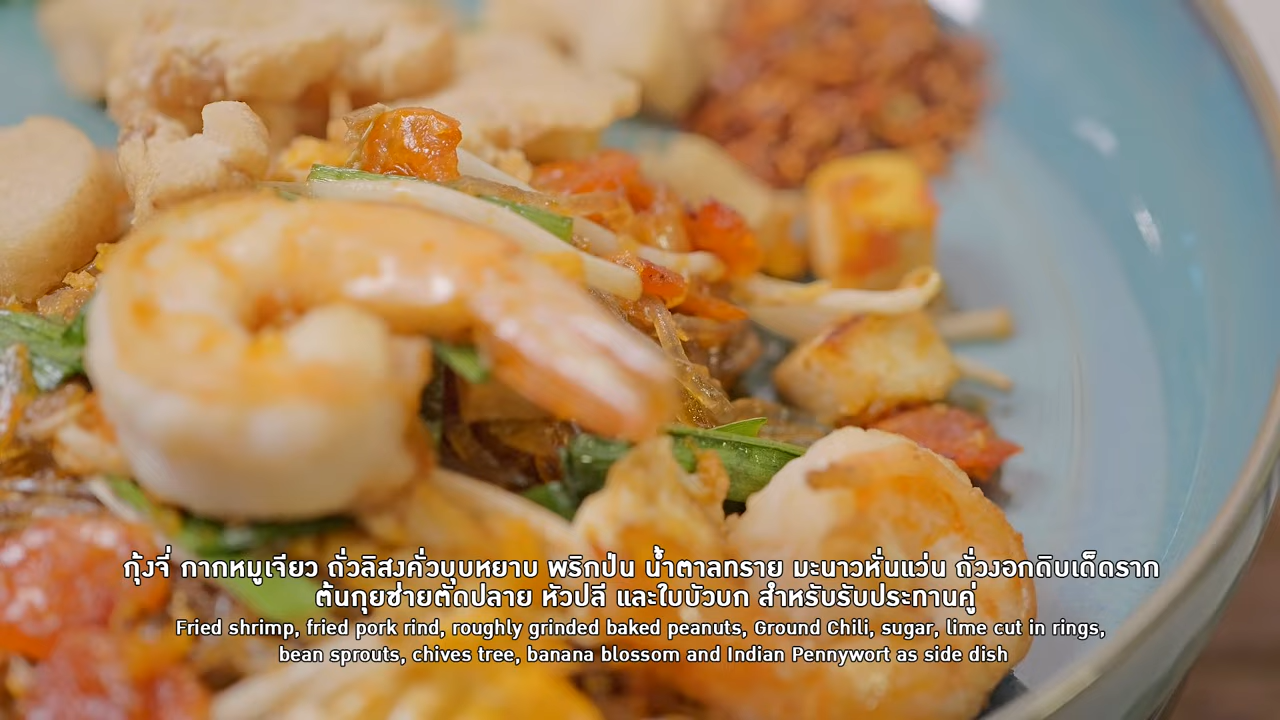 กุ้งจี่ กากหมูเจียว ถั่วลิสงคั่วบุบหยาบ พริกป่น น้ำตาลทราย มะนาวหั่นแว่น ถั่วงอกดิบเด็ดราก
ต้นกุยช่ายตัดปลาย หัวปลี และใบบัวบก สำหรับรับประทานคู่
Fried shrimp, fried pork rind, roughly grinded baked peanuts, Ground Chili, sugar, lime cut in rings,
bean sprouts, chives tree, banana blossom and Indian Pennywort as side dish